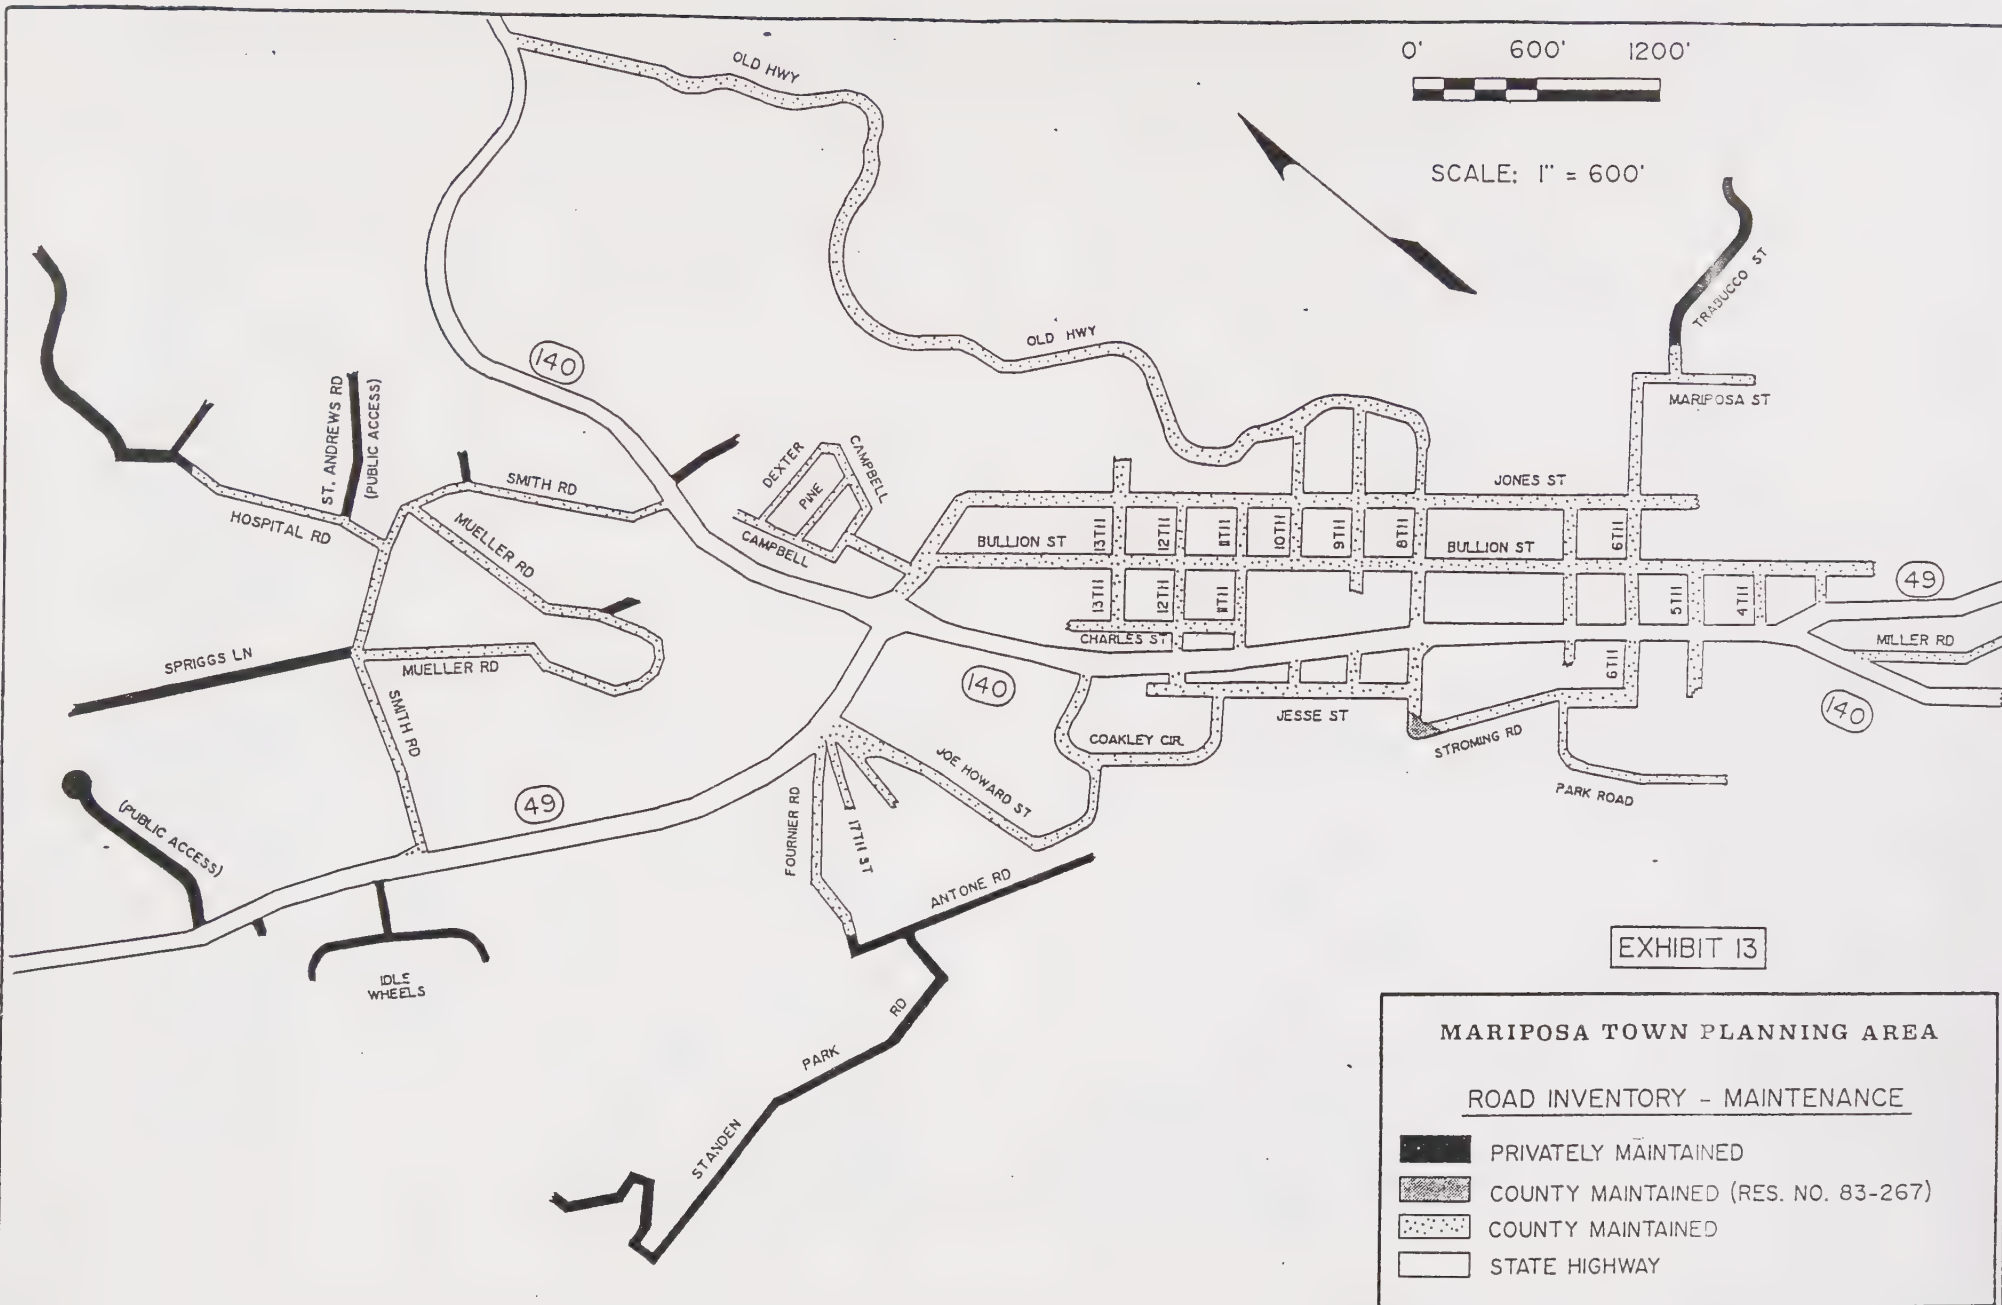 0' 600' 1200'
SCALE: 1" = 600'
OLD HWY
TRABUCCO ST
OLD HWY
140
MARIPOSA ST
ST. ANDREWS RD
(PUBLIC ACCESS)
SMITH RD
DEXTER
CAMPBELL
PINE
CAMPBELL
JONES ST
HOSPITAL RD
MUELLER RD
BULLION ST
13TH
12TH
11TH
10TH
9TH
8TH
BULLION ST
6TH
49
13TH
12TH
11TH
5TH
4TH
CHARLES ST
MILLER RD
SPRIGGS LN
MUELLER RD
6TH
140
140
SMITH RD
JESSE ST
COAKLEY CIR.
STROMING RD
JOE HOWARD ST
PARK ROAD
49
(PUBLIC ACCESS)
FOURNIER RD
17TH ST
ANTONE RD
IDLE
WHEELS
RD
PARK
STANDEN
EXHIBIT 13
MARIPOSA TOWN PLANNING AREA
ROAD INVENTORY - MAINTENANCE
PRIVATELY MAINTAINED
COUNTY MAINTAINED (RES. NO. 83-267)
COUNTY MAINTAINED
STATE HIGHWAY